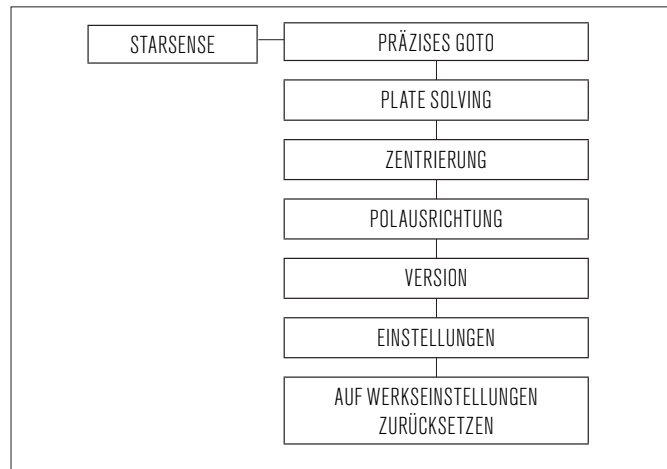 STARSENSE
PRÄZISES GOTO
PLATE SOLVING
ZENTRIERUNG
POLAUSRICHTUNG
VERSION
EINSTELLUNGEN
AUF WERKSEINSTELLUNGEN
ZURÜCKSETZEN